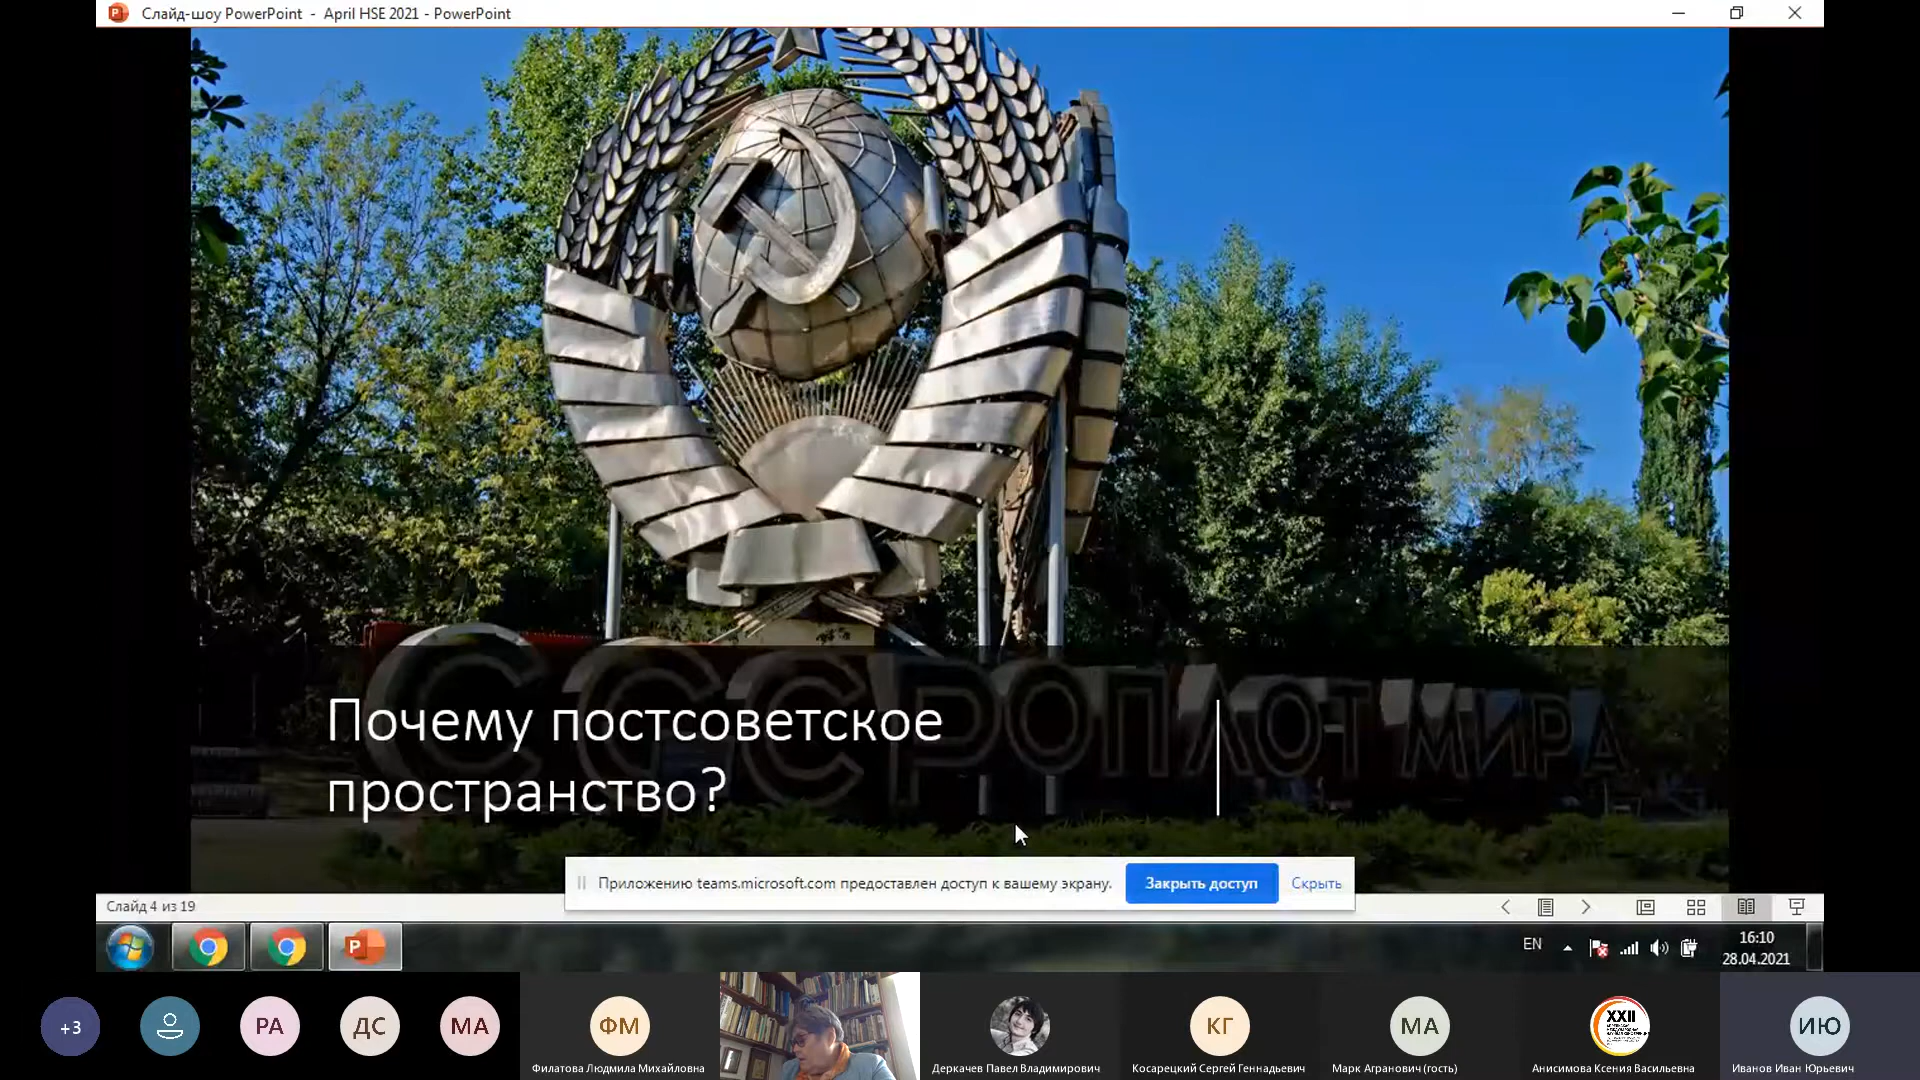 Слайд-шоу PowerPoint - April HSE 2021 - PowerPoint
СССР ОПЛОТ МИРА
Почему постсоветское
пространство?
Приложению teams.microsoft.com предоставлен доступ к вашему экрану.
Закрыть доступ
Скрыть
Слайд 4 из 19
EN
16:10
28.04.2021
+3
РА
ДС
МА
ФМ
КГ
МА
XXII
ИЮ
Филатова Людмила Михайловна
Деркачев Павел Владимирович
Косарецкий Сергей Геннадьевич
Марк Агранович (гость)
Анисимова Ксения Васильевна
Иванов Иван Юрьевич